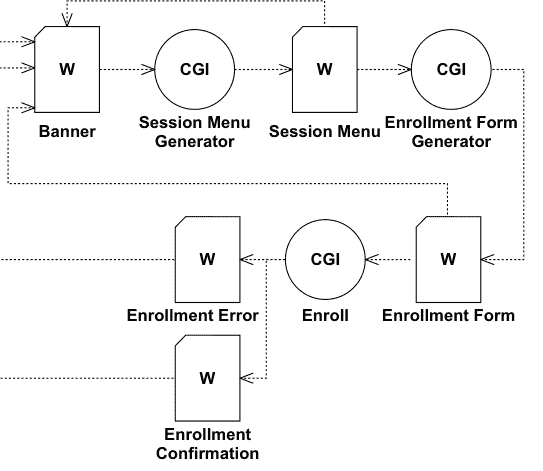 W
CGI
W
CGI
Banner
Session Menu
Generator
Session Menu
Enrollment Form
Generator
W
CGI
W
Enrollment Error
Enroll
Enrollment Form
W
Enrollment
Confirmation